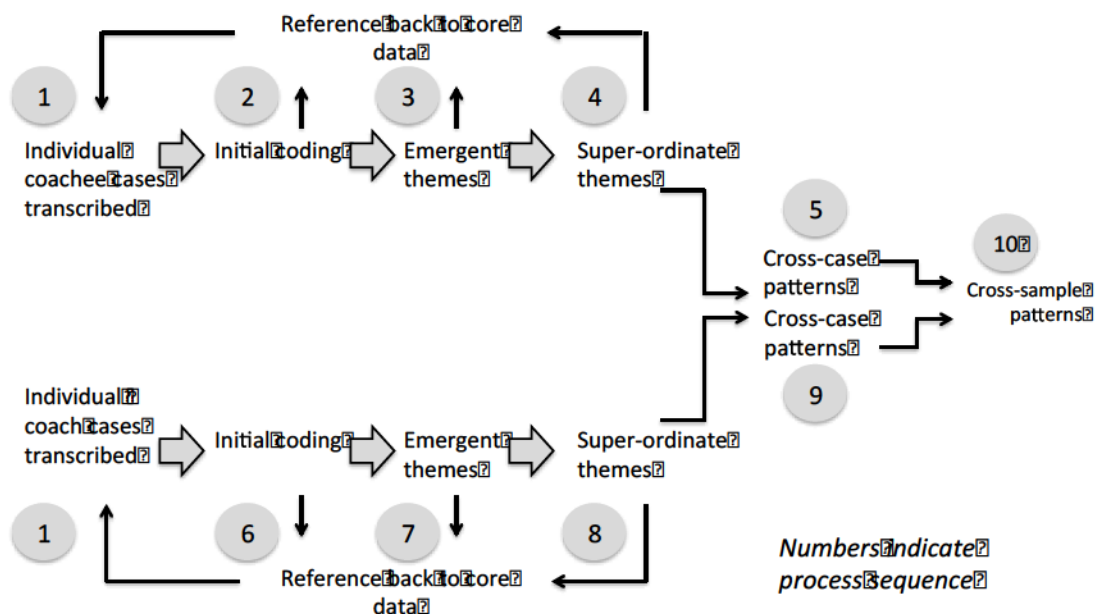 Reference back to core
data
1
2
3
4
Individual
coachee cases
transcribed
Initial coding
Emergent
themes
Super-ordinate
themes
5
Cross-case
patterns
10
Cross-sample
patterns
Cross-case
patterns
9
Individual
coach cases
transcribed
Initial coding
Emergent
themes
Super-ordinate
themes
1
6
7
8
Reference back to core
data
Numbers indicate
process sequence